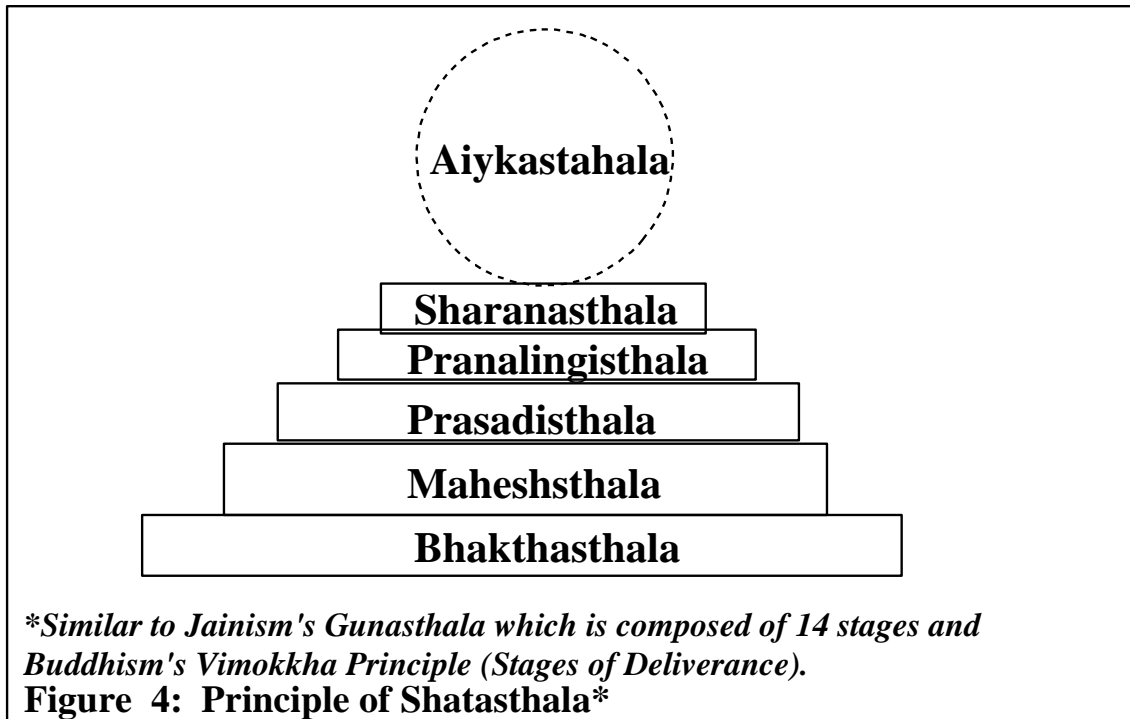 Aiykastahala
Sharanasthala
Pranalingisthala
Prasadisthala
Maheshsthala
Bhakthasthala
*Similar to Jainism's Gunasthala which is composed of 14 stages and
Buddhism's Vimokkha Principle (Stages of Deliverance).
Figure 4: Principle of Shatasthala*